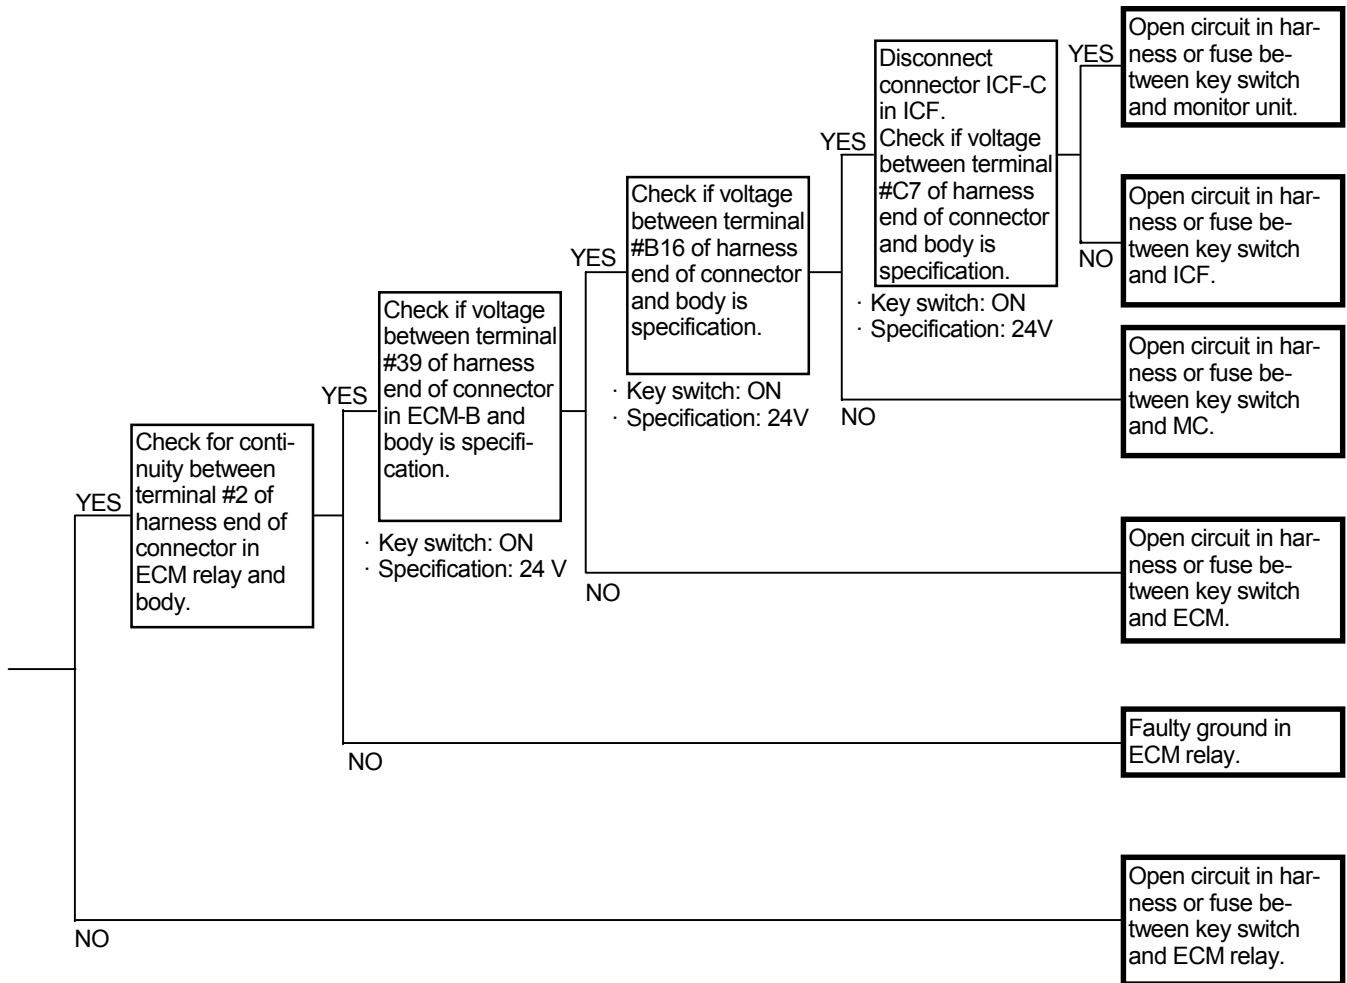 YES
Check for conti-
nuity between
terminal #2 of
harness end of
connector in
ECM relay and
body.
YES
Check if voltage
between terminal
#39 of harness
end of connector
in ECM-B and
body is specifi-
cation.
· Key switch: ON
· Specification: 24 V
YES
Check if voltage
between terminal
#B16 of harness
end of connector
and body is
specification.
· Key switch: ON
· Specification: 24V
YES
Disconnect
connector ICF-C
in ICF.
Check if voltage
between terminal
#C7 of harness
end of connector
and body is
specification.
· Key switch: ON
· Specification: 24V
YES
Open circuit in har-
ness or fuse be-
tween key switch
and monitor unit.
NO
Open circuit in har-
ness or fuse be-
tween key switch
and ICF.
NO
Open circuit in har-
ness or fuse be-
tween key switch
and MC.
NO
Open circuit in har-
ness or fuse be-
tween key switch
and ECM.
NO
Faulty ground in
ECM relay.
NO
Open circuit in har-
ness or fuse be-
tween key switch
and ECM relay.